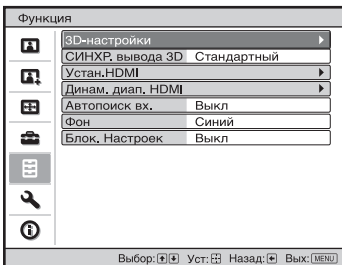 Функция
3D-настройки
СИНХР. вывода 3D Стандартный
Устан.HDMI
Динам. диап. HDMI
Автопоиск вх. Выкл
Фон Синий
Блок. Настроек Выкл
Выбор: Уст: Назад: Вых: MENU